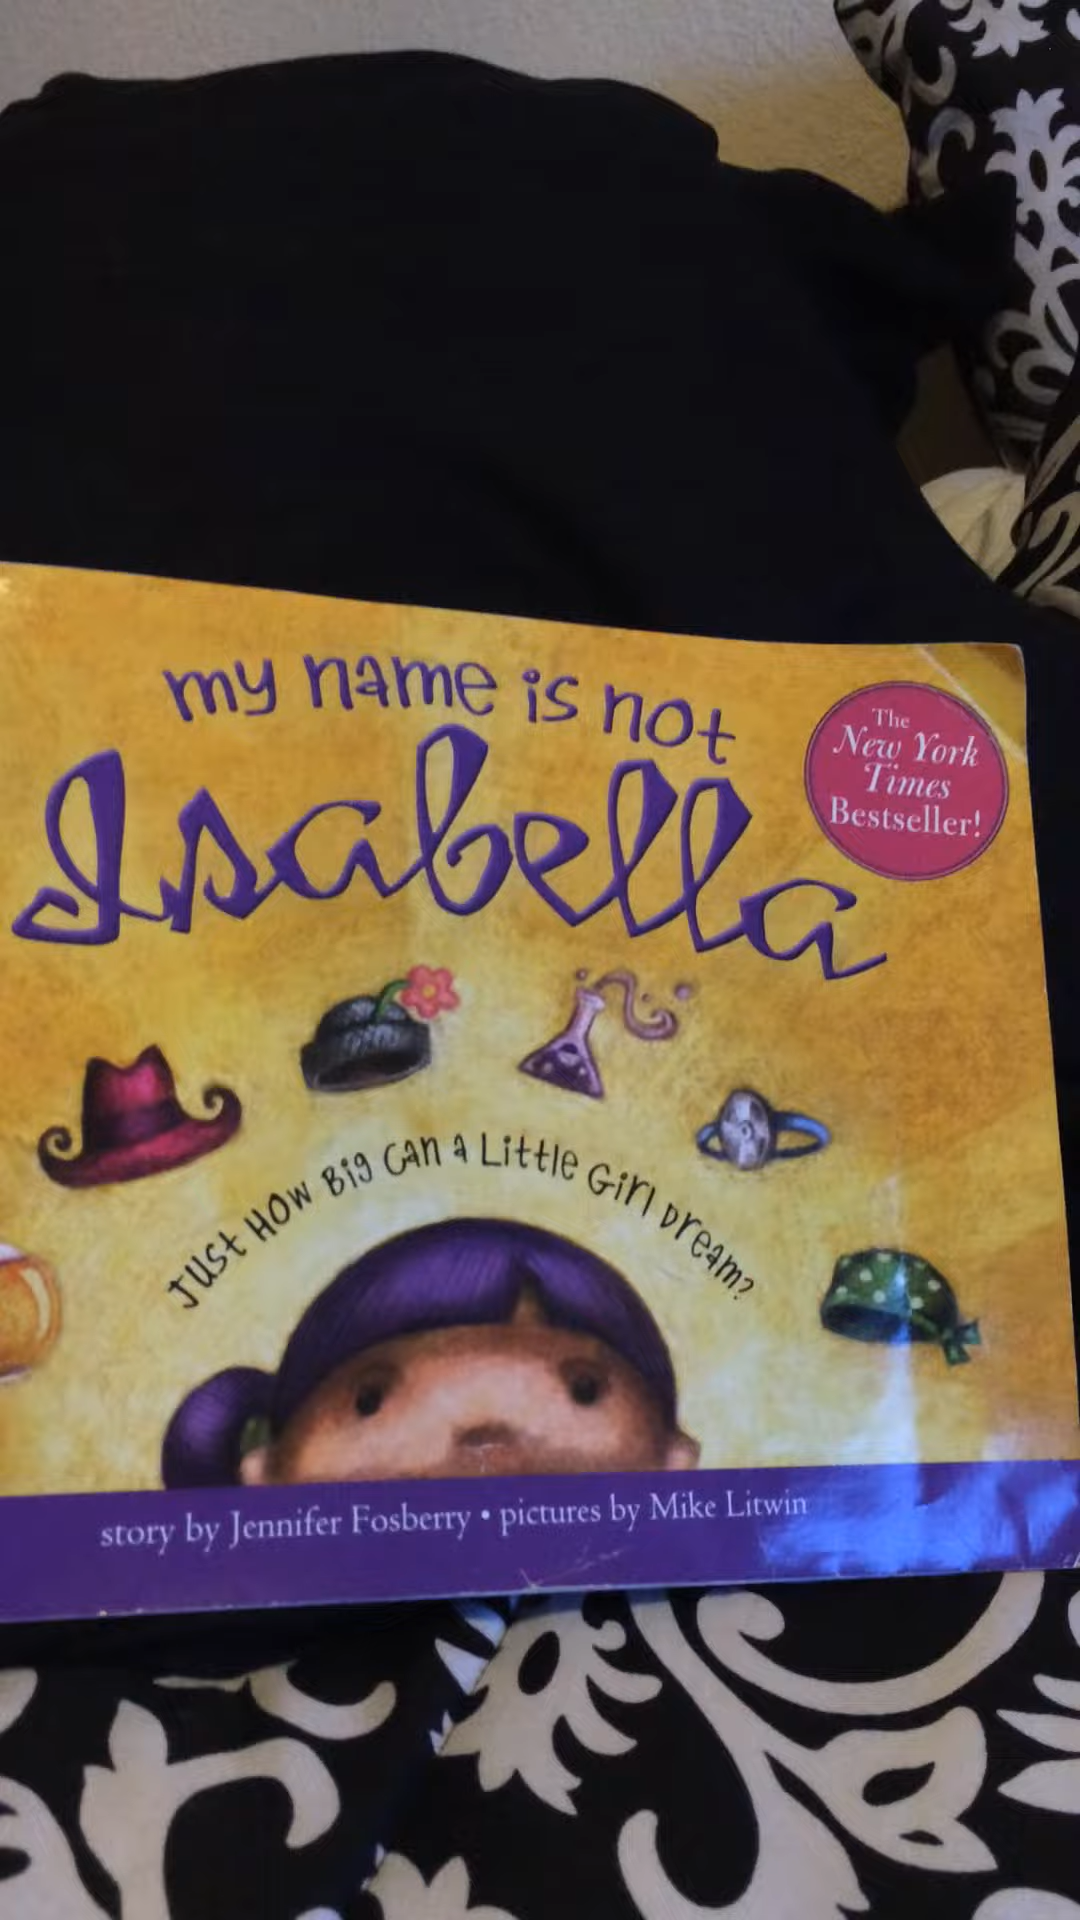 my name is not
Isabella
The
New York
Times
Bestseller!
Just How Big Can a Little Girl Dream?
story by Jennifer Fosberry • pictures by Mike Litwin